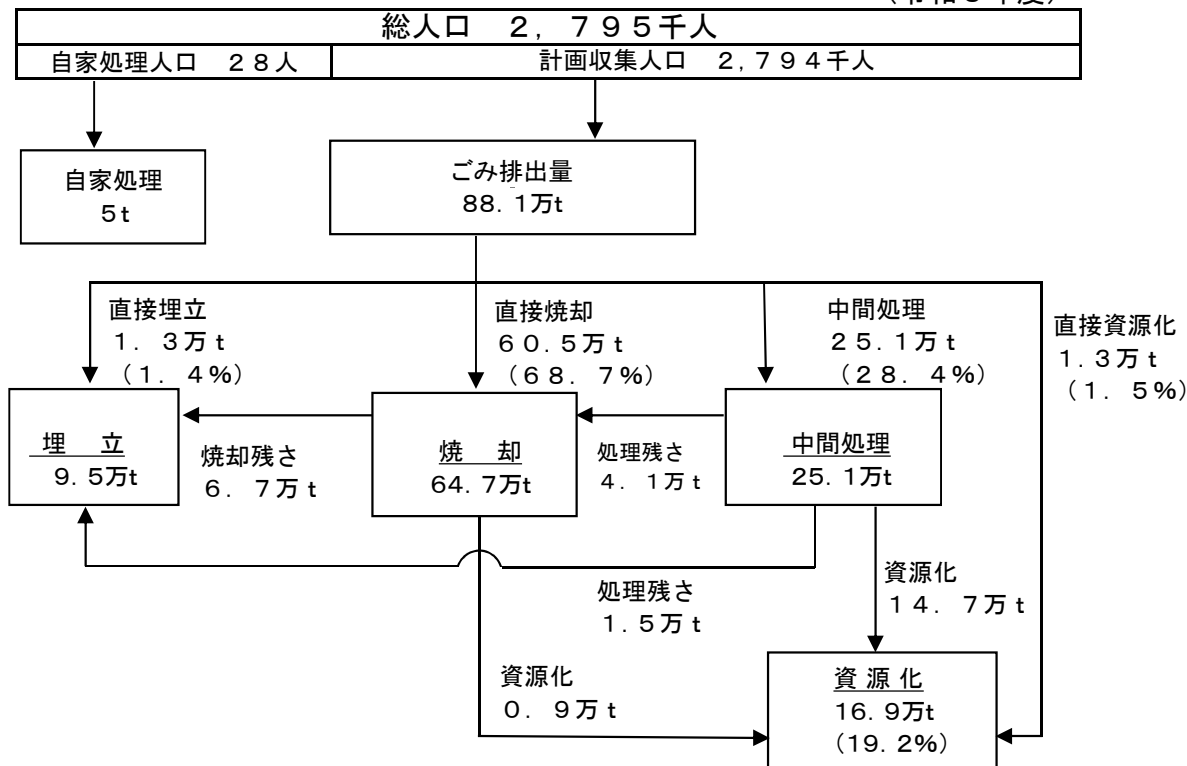 総人口　２，７９５千人
自家処理人口　２８人
計画収集人口　２,７９４千人
自家処理
5t
ごみ排出量
88.1万t
直接埋立
１．３万ｔ
（１．４%）
直接焼却
６０.５万ｔ
（６８．７%）
中間処理
２５.１万ｔ
（２８．４%）
直接資源化
１.３万ｔ
（１．５%）
埋　立
９.５万t
焼却残さ
６．７万ｔ
焼　却
64.7万t
処理残さ
４．１万ｔ
中間処理
25.1万t
処理残さ
１.５万ｔ
資源化
１４．７万ｔ
資源化
０．９万ｔ
資 源 化
16.9万t
(19.2%)